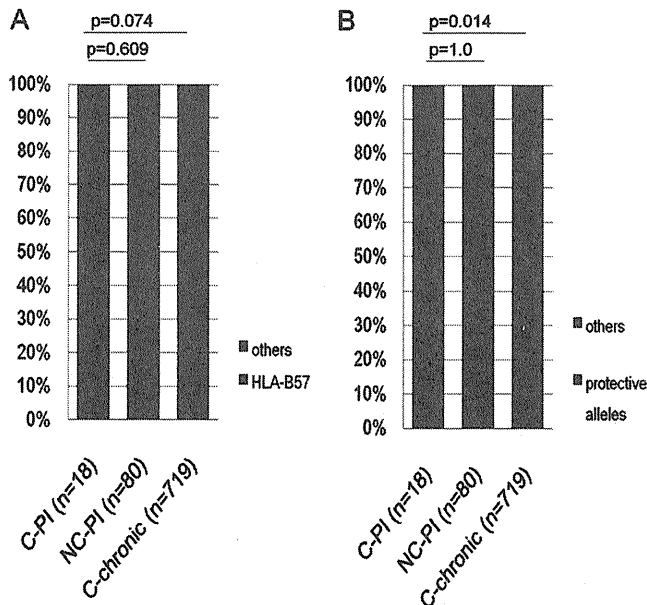 A
p=0.074
p=0.609
100%
90%
80%
70%
60%
50%
40%
30%
20%
10%
0%
others
HLA-B57
C-PI (n=18)
NC-PI (n=80)
C-chronic (n=719)
B
p=0.014
p=1.0
100%
90%
80%
70%
60%
50%
40%
30%
20%
10%
0%
others
protective
alleles
C-PI (n=18)
NC-PI (n=80)
C-chronic (n=719)